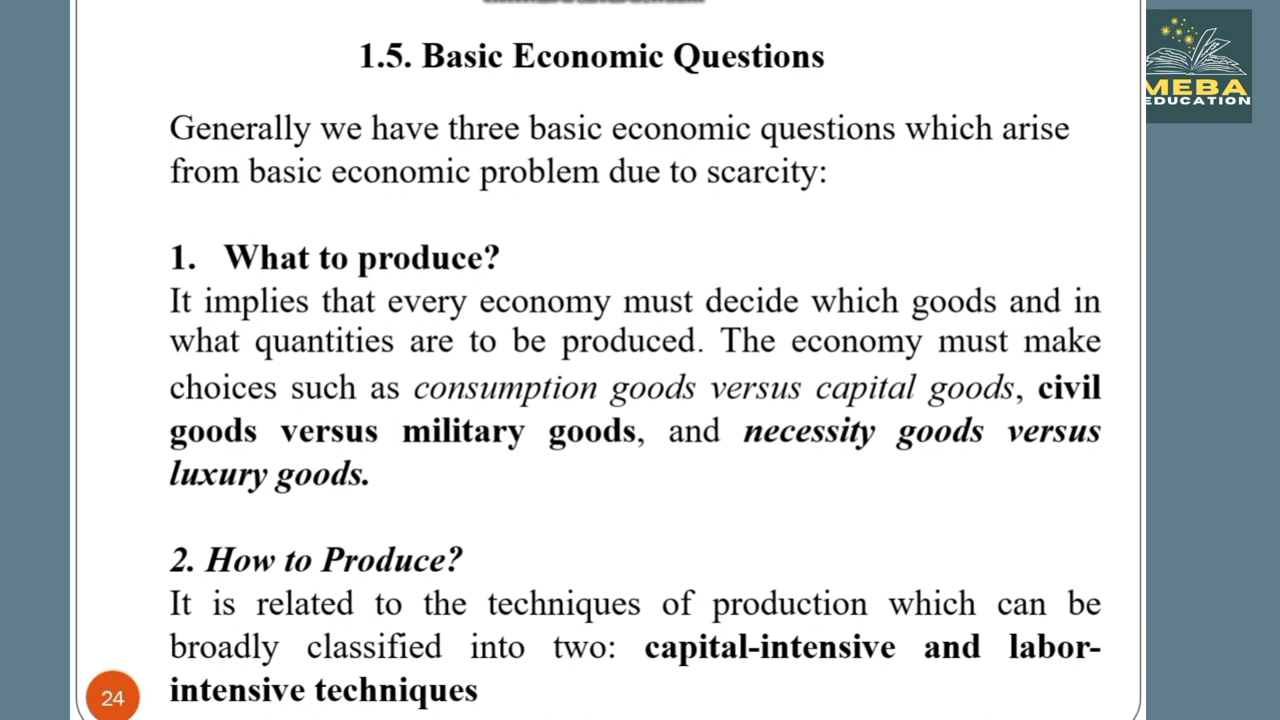 1.5. Basic Economic Questions
MEBA
EDUCATION
Generally we have three basic economic questions which arise
from basic economic problem due to scarcity:
1. What to produce?
It implies that every economy must decide which goods and in
what quantities are to be produced. The economy must make
choices such as consumption goods versus capital goods, civil
goods versus military goods, and necessity goods versus
luxury goods.
2. How to Produce?
It is related to the techniques of production which can be
broadly classified into two: capital-intensive and labor-
intensive techniques
24